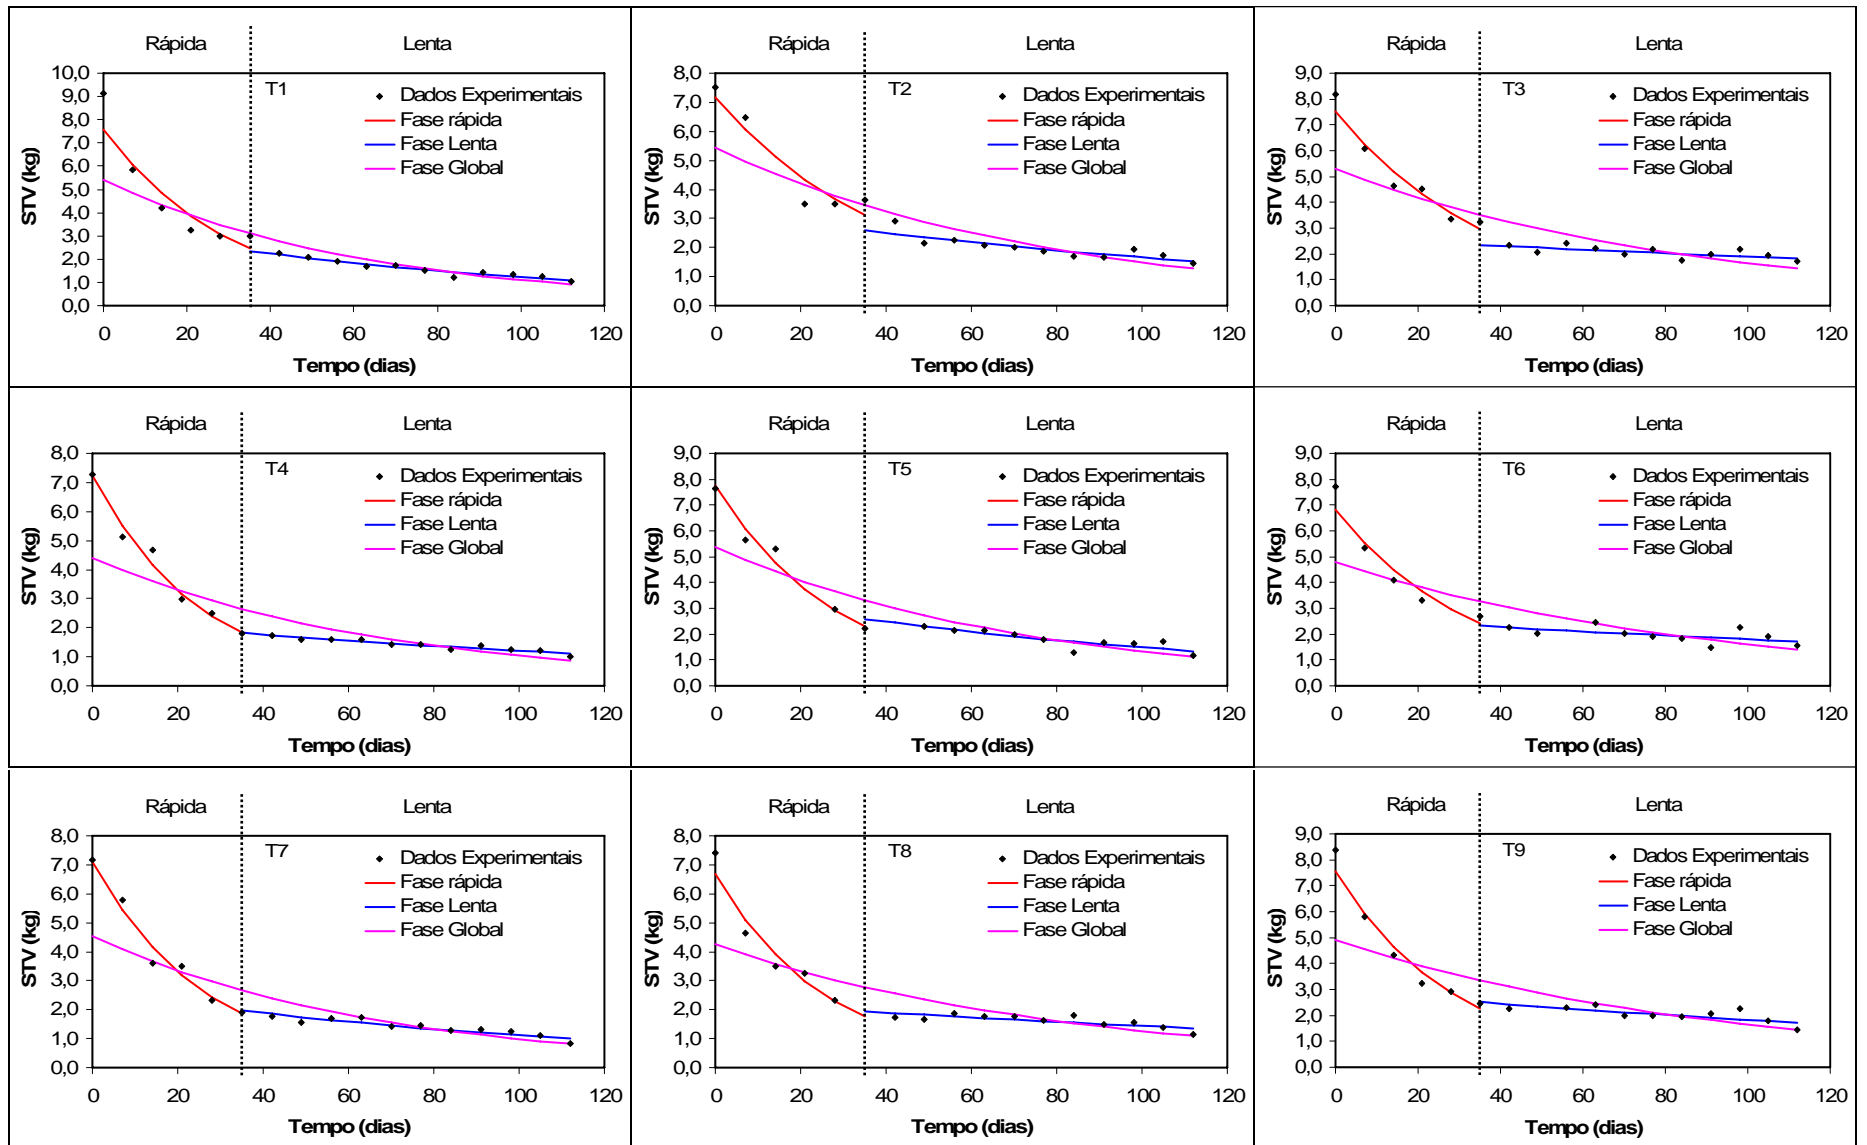 Rápida Lenta
T1
Dados Experimentais
Fase rápida
Fase Lenta
Fase Global
STV (kg)
10,0
9,0
8,0
7,0
6,0
5,0
4,0
3,0
2,0
1,0
0,0
0 20 40 60 80 100 120
Tempo (dias)
Rápida Lenta
T2
Dados Experimentais
Fase rápida
Fase Lenta
Fase Global
STV (kg)
8,0
7,0
6,0
5,0
4,0
3,0
2,0
1,0
0,0
0 20 40 60 80 100 120
Tempo (dias)
Rápida Lenta
T3
Dados Experimentais
Fase rápida
Fase Lenta
Fase Global
STV (kg)
9,0
8,0
7,0
6,0
5,0
4,0
3,0
2,0
1,0
0,0
0 20 40 60 80 100 120
Tempo (dias)
Rápida Lenta
T4
Dados Experimentais
Fase rápida
Fase Lenta
Fase Global
STV (kg)
8,0
7,0
6,0
5,0
4,0
3,0
2,0
1,0
0,0
0 20 40 60 80 100 120
Tempo (dias)
Rápida Lenta
T5
Dados Experimentais
Fase rápida
Fase Lenta
Fase Global
STV (kg)
9,0
8,0
7,0
6,0
5,0
4,0
3,0
2,0
1,0
0,0
0 20 40 60 80 100 120
Tempo (dias)
Rápida Lenta
T6
Dados Experimentais
Fase rápida
Fase Lenta
Fase Global
STV (kg)
9,0
8,0
7,0
6,0
5,0
4,0
3,0
2,0
1,0
0,0
0 20 40 60 80 100 120
Tempo (dias)
Rápida Lenta
T7
Dados Experimentais
Fase rápida
Fase Lenta
Fase Global
STV (kg)
8,0
7,0
6,0
5,0
4,0
3,0
2,0
1,0
0,0
0 20 40 60 80 100 120
Tempo (dias)
Rápida Lenta
T8
Dados Experimentais
Fase rápida
Fase Lenta
Fase Global
STV (kg)
8,0
7,0
6,0
5,0
4,0
3,0
2,0
1,0
0,0
0 20 40 60 80 100 120
Tempo (dias)
Rápida Lenta
T9
Dados Experimentais
Fase rápida
Fase Lenta
Fase Global
STV (kg)
9,0
8,0
7,0
6,0
5,0
4,0
3,0
2,0
1,0
0,0
0 20 40 60 80 100 120
Tempo (dias)